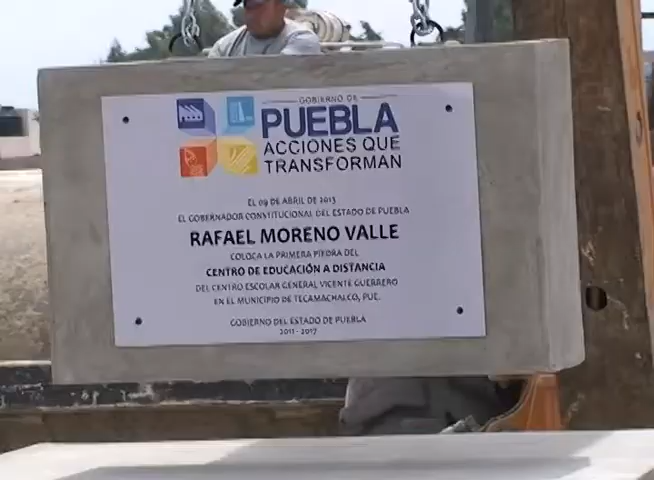 GOBIERNO DE
PUEBLA
ACCIONES QUE
TRANSFORMAN
EL 09 DE ABRIL DE 2013
EL GOBERNADOR CONSTITUCIONAL DEL ESTADO DE PUEBLA
RAFAEL MORENO VALLE
COLOCA LA PRIMERA PIEDRA DEL
CENTRO DE EDUCACIÓN A DISTANCIA
DEL CENTRO ESCOLAR GENERAL VICENTE GUERRERO
EN EL MUNICIPIO DE TECAMACHALCO, PUE.
GOBIERNO DEL ESTADO DE PUEBLA
2011 - 2017